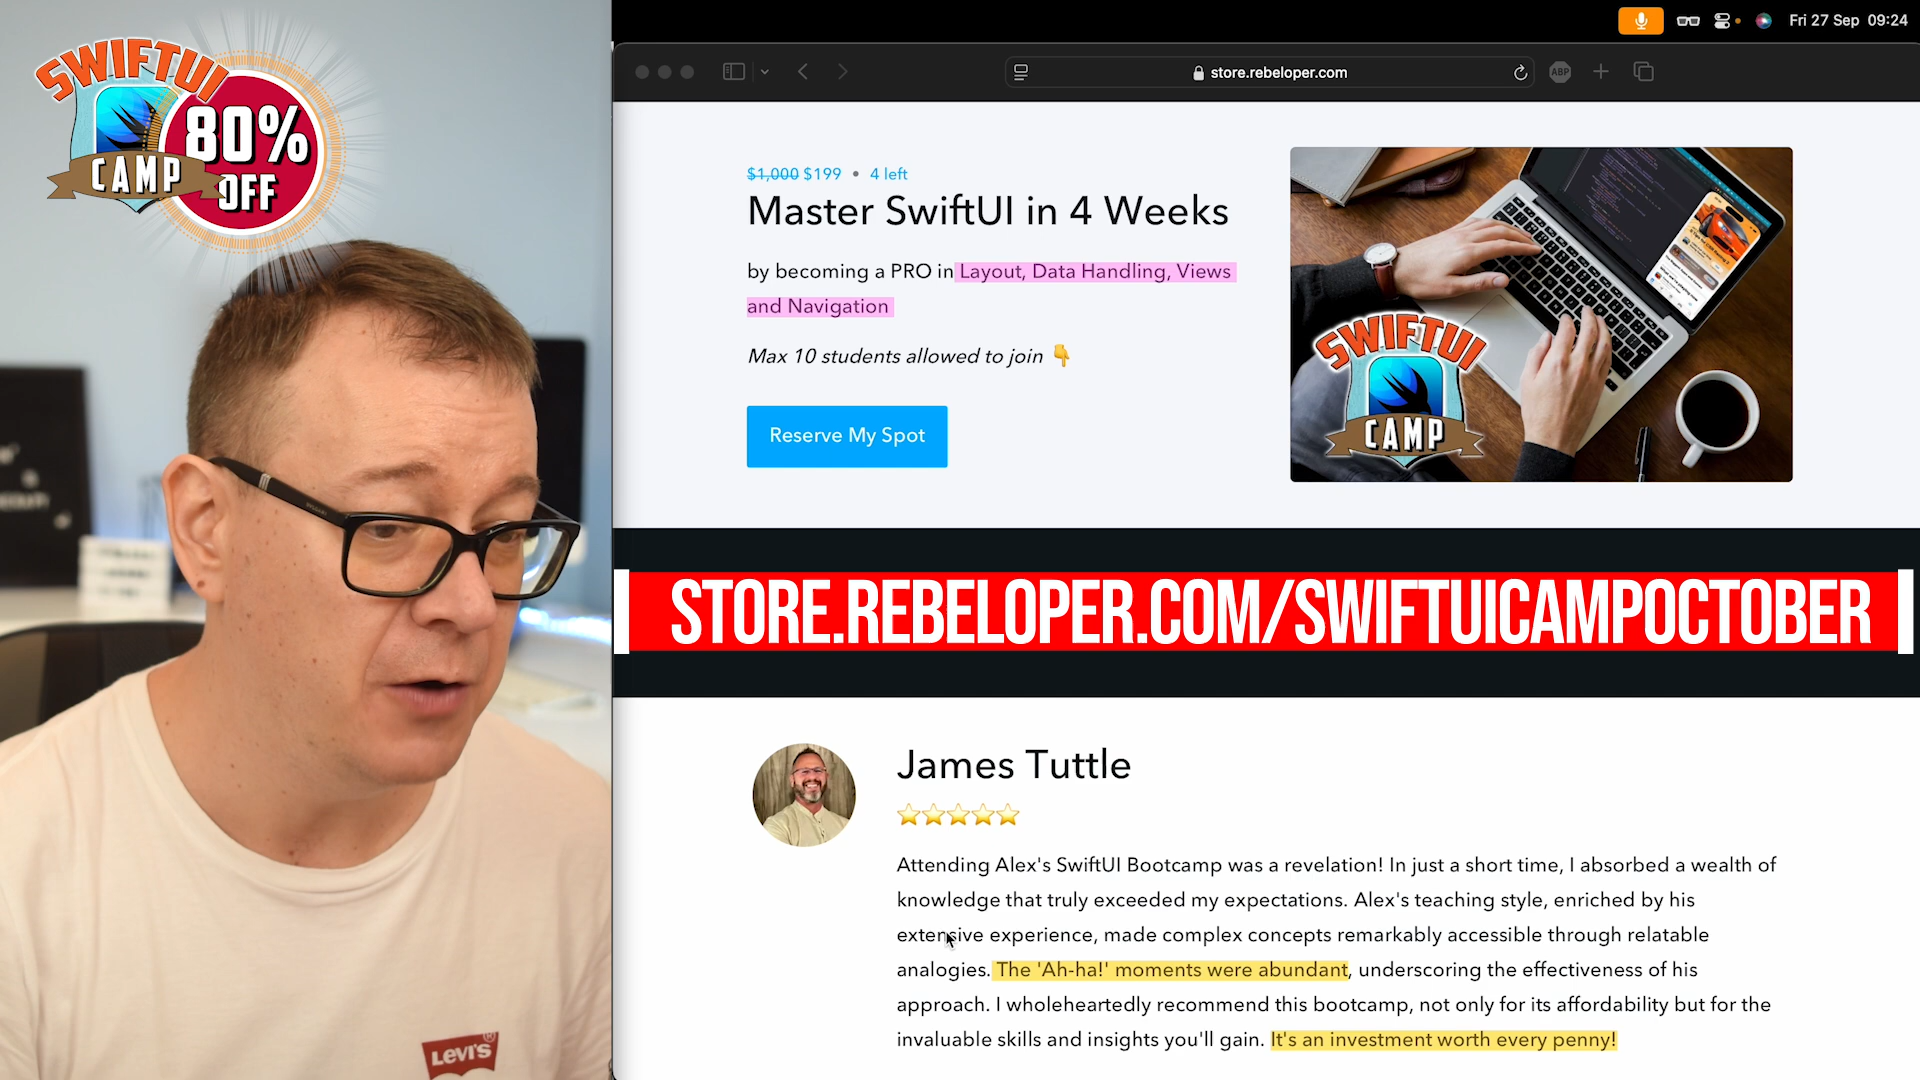 SWIFTUI
CAMP
80%
OFF
Fri 27 Sep 09:24
store.rebeloper.com
ABP
$1,000 $199 • 4 left
Master SwiftUI in 4 Weeks
by becoming a PRO in Layout, Data Handling, Views
and Navigation
Max 10 students allowed to join 👇
Reserve My Spot
SWIFTUI
CAMP
STORE.REBELOPER.COM/SWIFTUICAMPOCTOBER
James Tuttle
⭐⭐⭐⭐⭐
Attending Alex's SwiftUI Bootcamp was a revelation! In just a short time, I absorbed a wealth of
knowledge that truly exceeded my expectations. Alex's teaching style, enriched by his
extensive experience, made complex concepts remarkably accessible through relatable
analogies. The 'Ah-ha!' moments were abundant, underscoring the effectiveness of his
approach. I wholeheartedly recommend this bootcamp, not only for its affordability but for the
invaluable skills and insights you'll gain. It's an investment worth every penny!
Levi's®